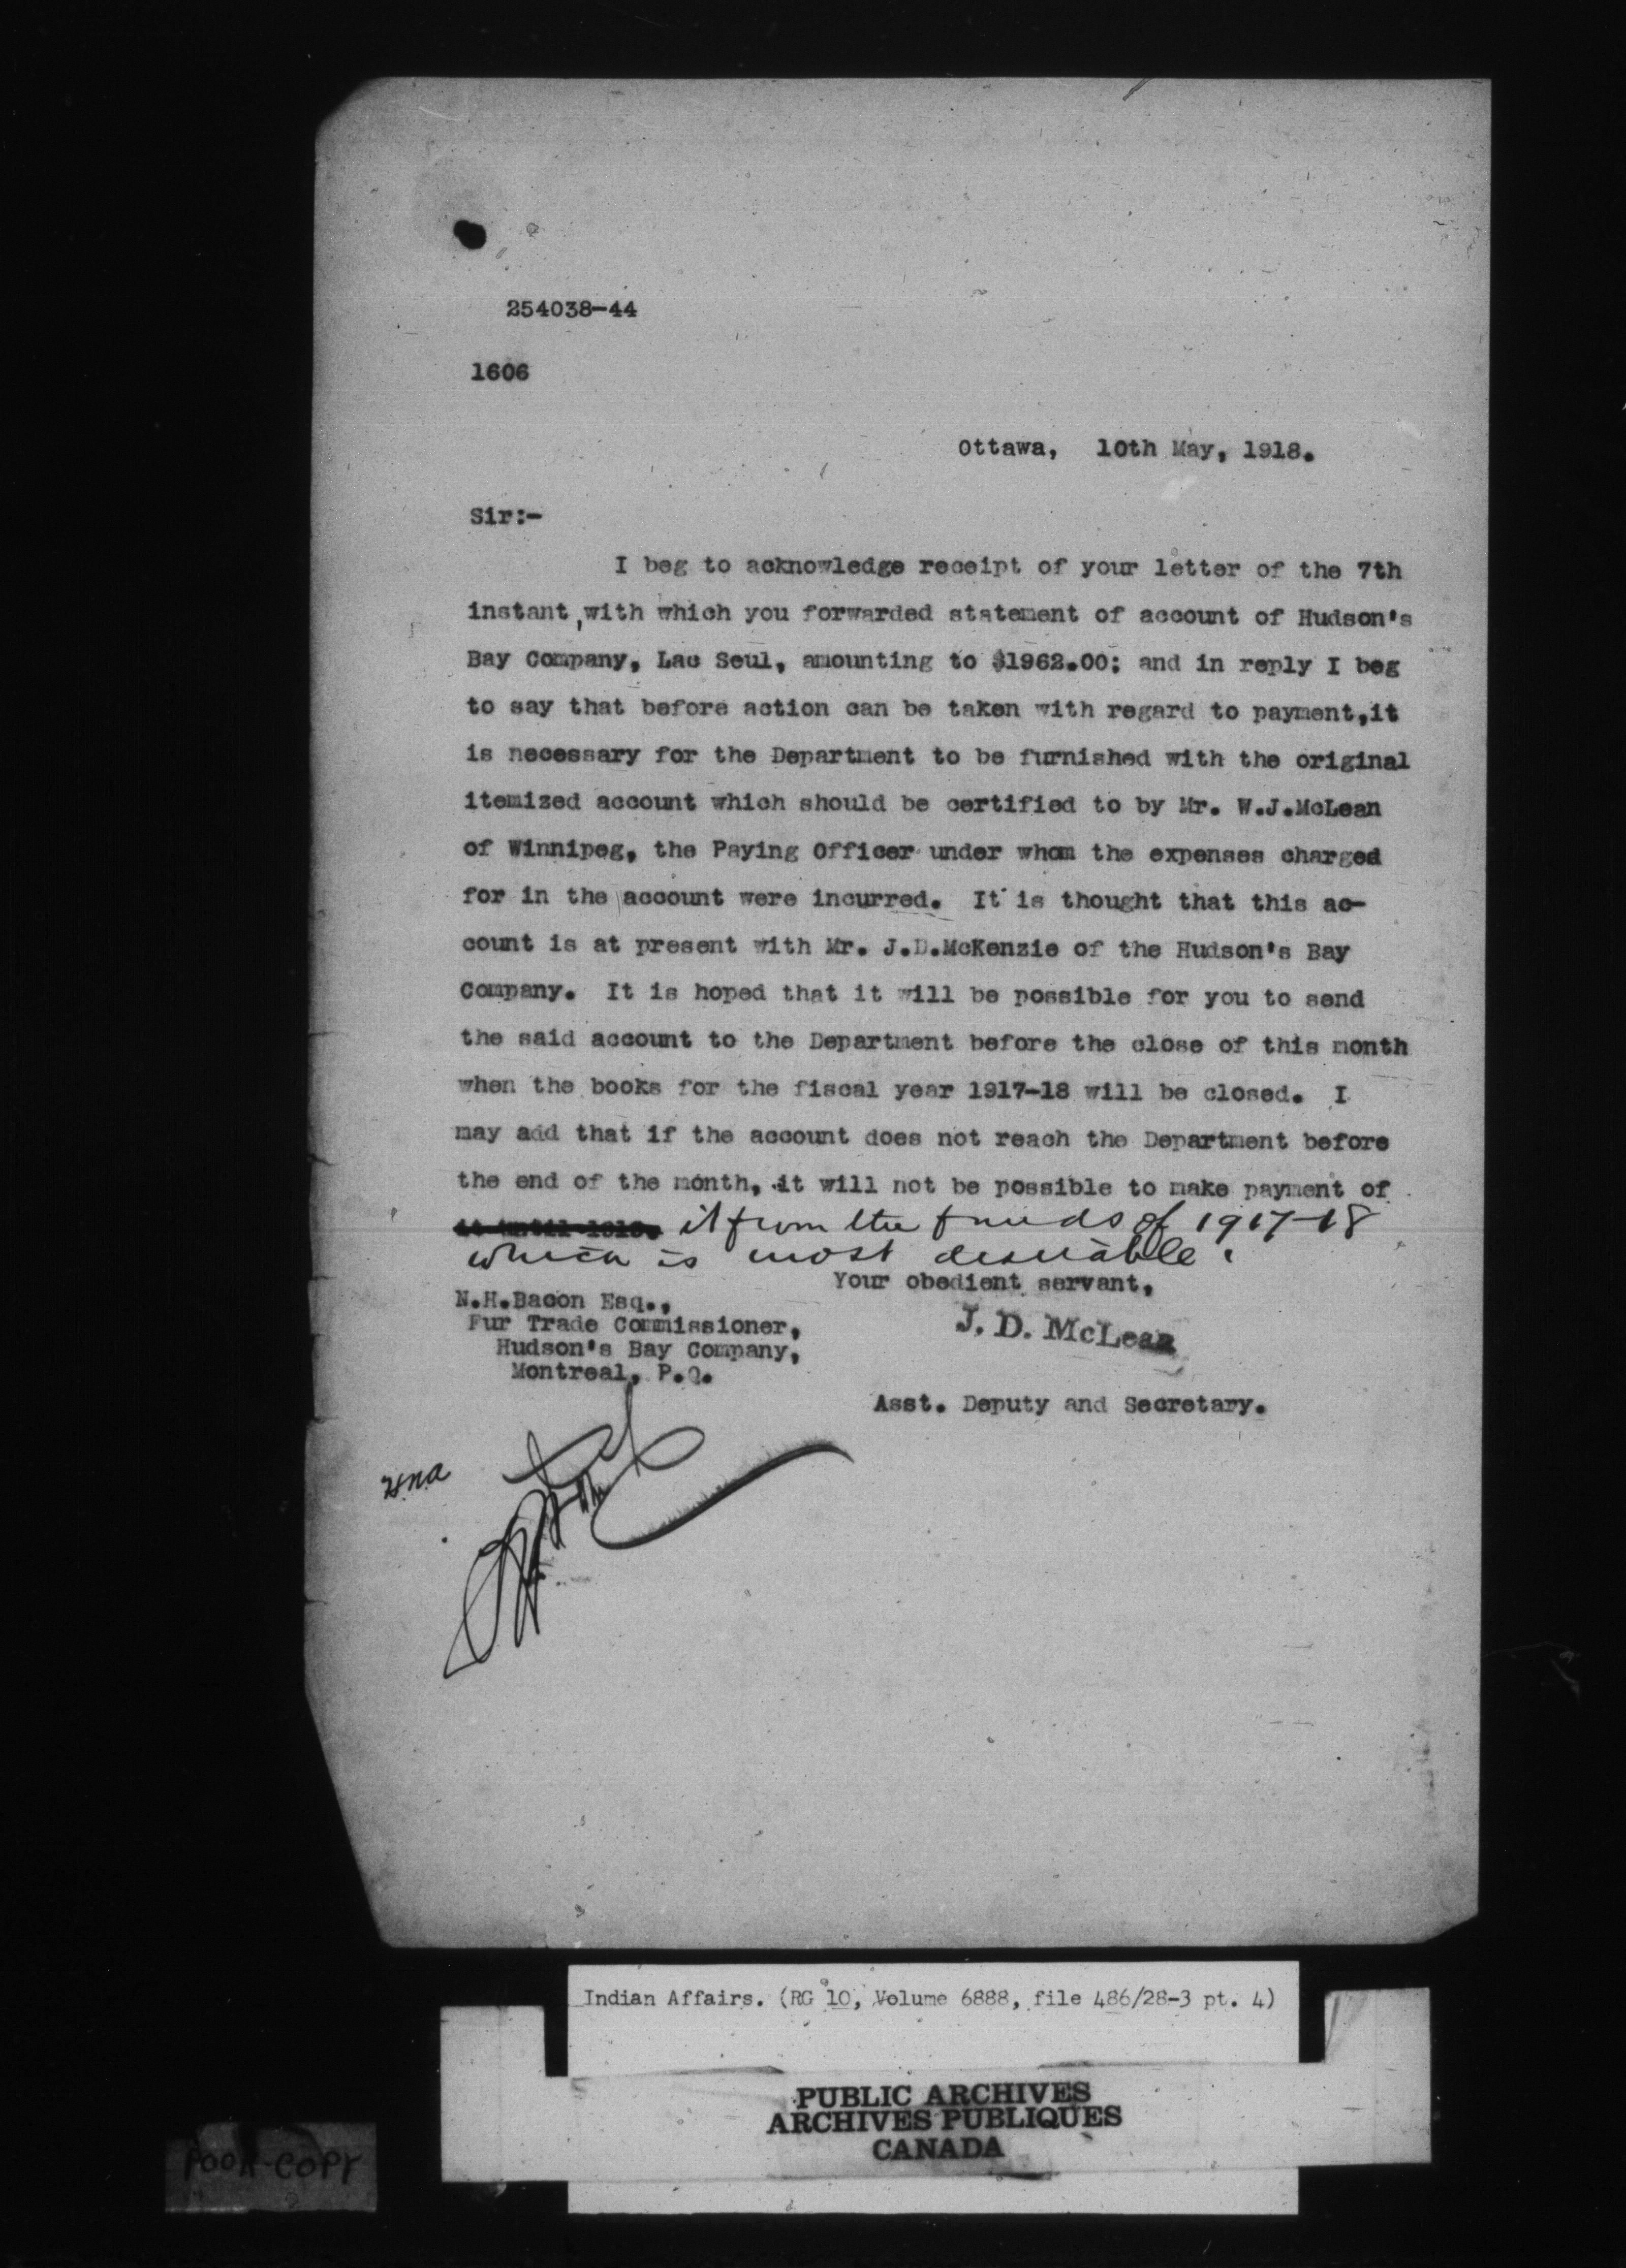 254038-44
1606
Ottawa, 10th May, 1918.
Sir:-
I beg to acknowledge receipt of your letter of the 7th
instant, with which you forwarded statement of account of Hudson's
Bay Company, Lac Seul, amounting to $1962.00; and in reply I beg
to say that before action can be taken with regard to payment,it
is necessary for the Department to be furnished with the original
itemized account which should be certified to by Mr. W.J.McLean
of Winnipeg, the Paying Officer under whom the expenses charged
for in the account were incurred. It is thought that this ac-
count is at present with Mr. J.D.McKenzie of the Hudson's Bay
Company. It is hoped that it will be possible for you to send
the said account to the Department before the close of this month
when the books for the fiscal year 1917-18 will be closed. I
may add that if the account does not reach the Department before
the end of the month, it will not be possible to make payment of
it from the funds of 1917-18
which is most desirable.
Your obedient servant,
N.H.Bacon Esq.,
Fur Trade Commissioner,
J. D. McLean
Hudson's Bay Company,
Montreal, P.Q.
Asst. Deputy and Secretary.
Indian Affairs. (RG 10, Volume 6888, file 486/28-3 pt. 4)
PUBLIC ARCHIVES
ARCHIVES PUBLIQUES
CANADA
POOR COPY